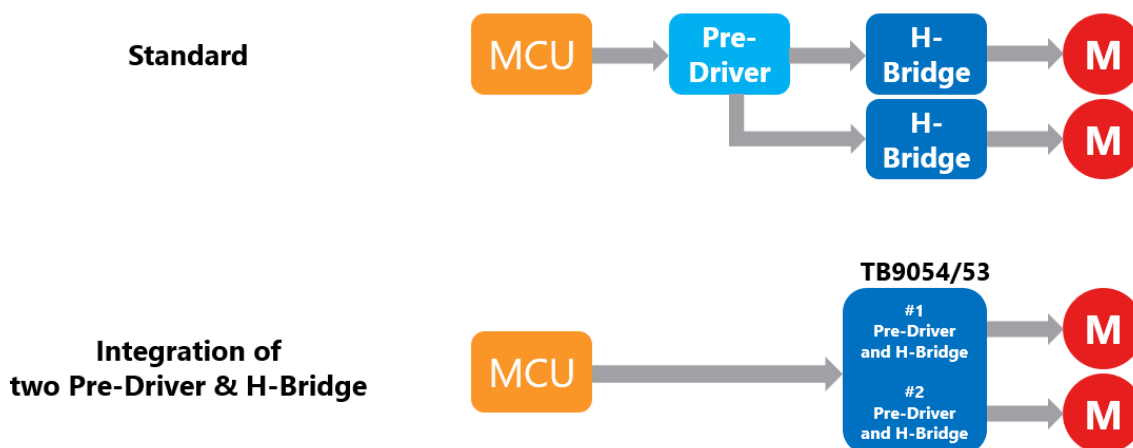 Standard
MCU
Pre-
Driver
H-
Bridge
M
H-
Bridge
M
Integration of
two Pre-Driver & H-Bridge
MCU
TB9054/53
#1
Pre-Driver
and H-Bridge
#2
Pre-Driver
and H-Bridge
M
M